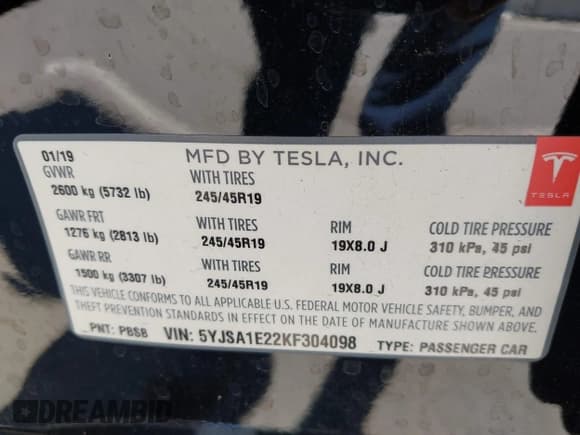 01/19 MFD BY TESLA, INC.
GVWR WITH TIRES
2600 kg (5732 lb) 245/45R19
TESLA
GAWR FRT WITH TIRES RIM COLD TIRE PRESSURE
1276 kg (2813 lb) 245/45R19 19X8.0 J 310 kPa, 45 psi
GAWR RR WITH TIRES RIM COLD TIRE PRESSURE
1500 kg (3307 lb) 245/45R19 19X8.0 J 310 kPa, 45 psi
THIS VEHICLE CONFORMS TO ALL APPLICABLE U.S. FEDERAL MOTOR VEHICLE SAFETY, BUMPER, AND
THEFT PREVENTION STANDARDS IN EFFECT ON THE DATE OF MANUFACTURE SHOWN ABOVE.
PNT: PBSB VIN: 5YJSA1E22KF304098 TYPE: PASSENGER CAR
DREAMBID